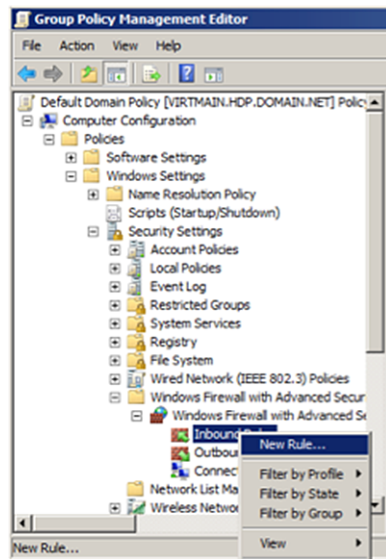 Group Policy Management Editor
File Action View Help
Default Domain Policy [VIRTMAIN.HDP.DOMAIN.NET] Policy
Computer Configuration
Policies
Software Settings
Windows Settings
Name Resolution Policy
Scripts (Startup/Shutdown)
Security Settings
Account Policies
Local Policies
Event Log
Restricted Groups
System Services
Registry
File System
Wired Network (IEEE 802.3) Policies
Windows Firewall with Advanced Secur
Windows Firewall with Advanced Se
Inbound
New Rule...
Outbour
Connec
Filter by Profile
Network List Ma
Filter by State
Wireless Netwo
Filter by Group
View
New Rule...